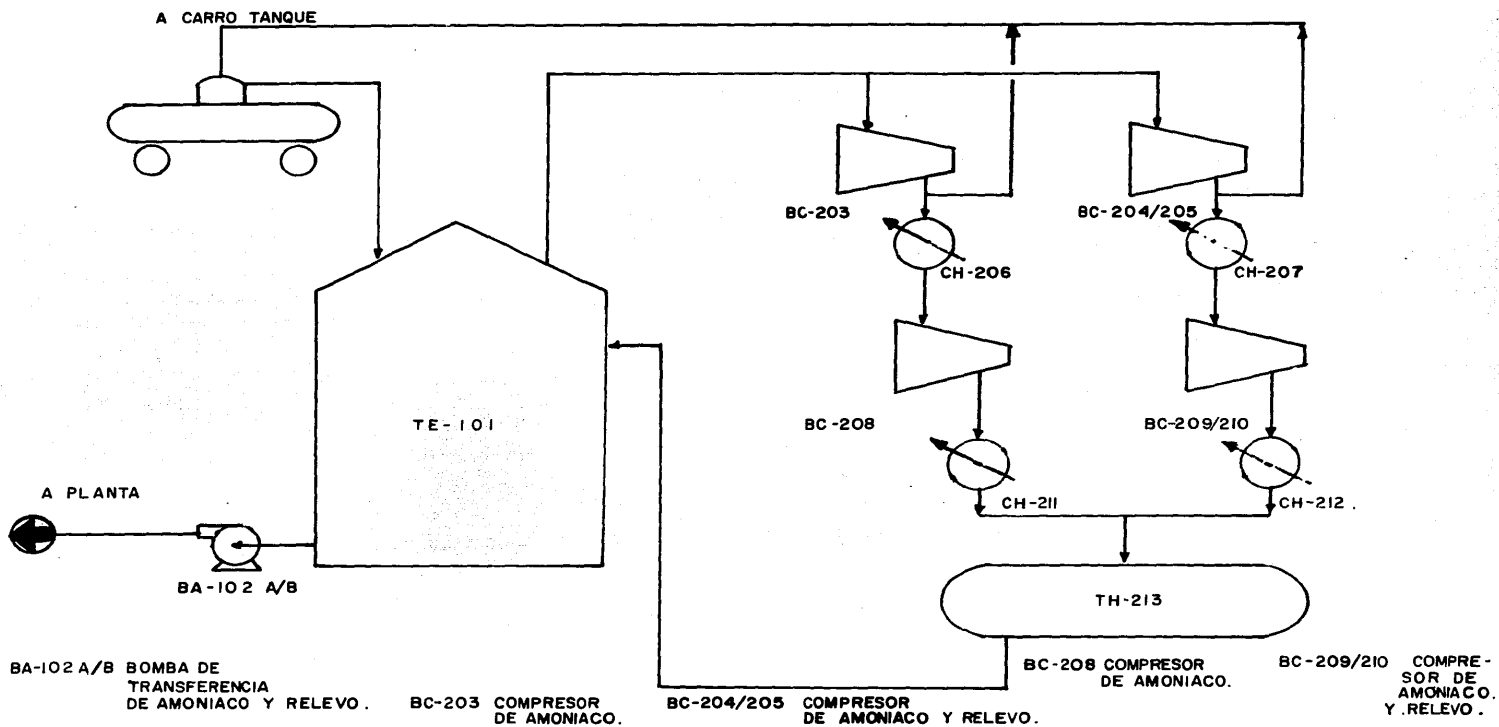 A CARRO TANQUE
BC-203
BC-204/205
CH-206
CH-207
TE-101
BC-208
BC-209/210
A PLANTA
CH-211
CH-212.
BA-102 A/B
TH-213
BA-102 A/B BOMBA DE
TRANSFERENCIA
DE AMONIACO Y RELEVO.
BC-203 COMPRESOR
DE AMONIACO.
BC-204/205 COMPRESOR
DE AMONIACO Y RELEVO.
BC-208 COMPRESOR
DE AMONIACO.
BC-209/210 COMPRE-
SOR DE
AMONIACO.
Y.RELEVO.